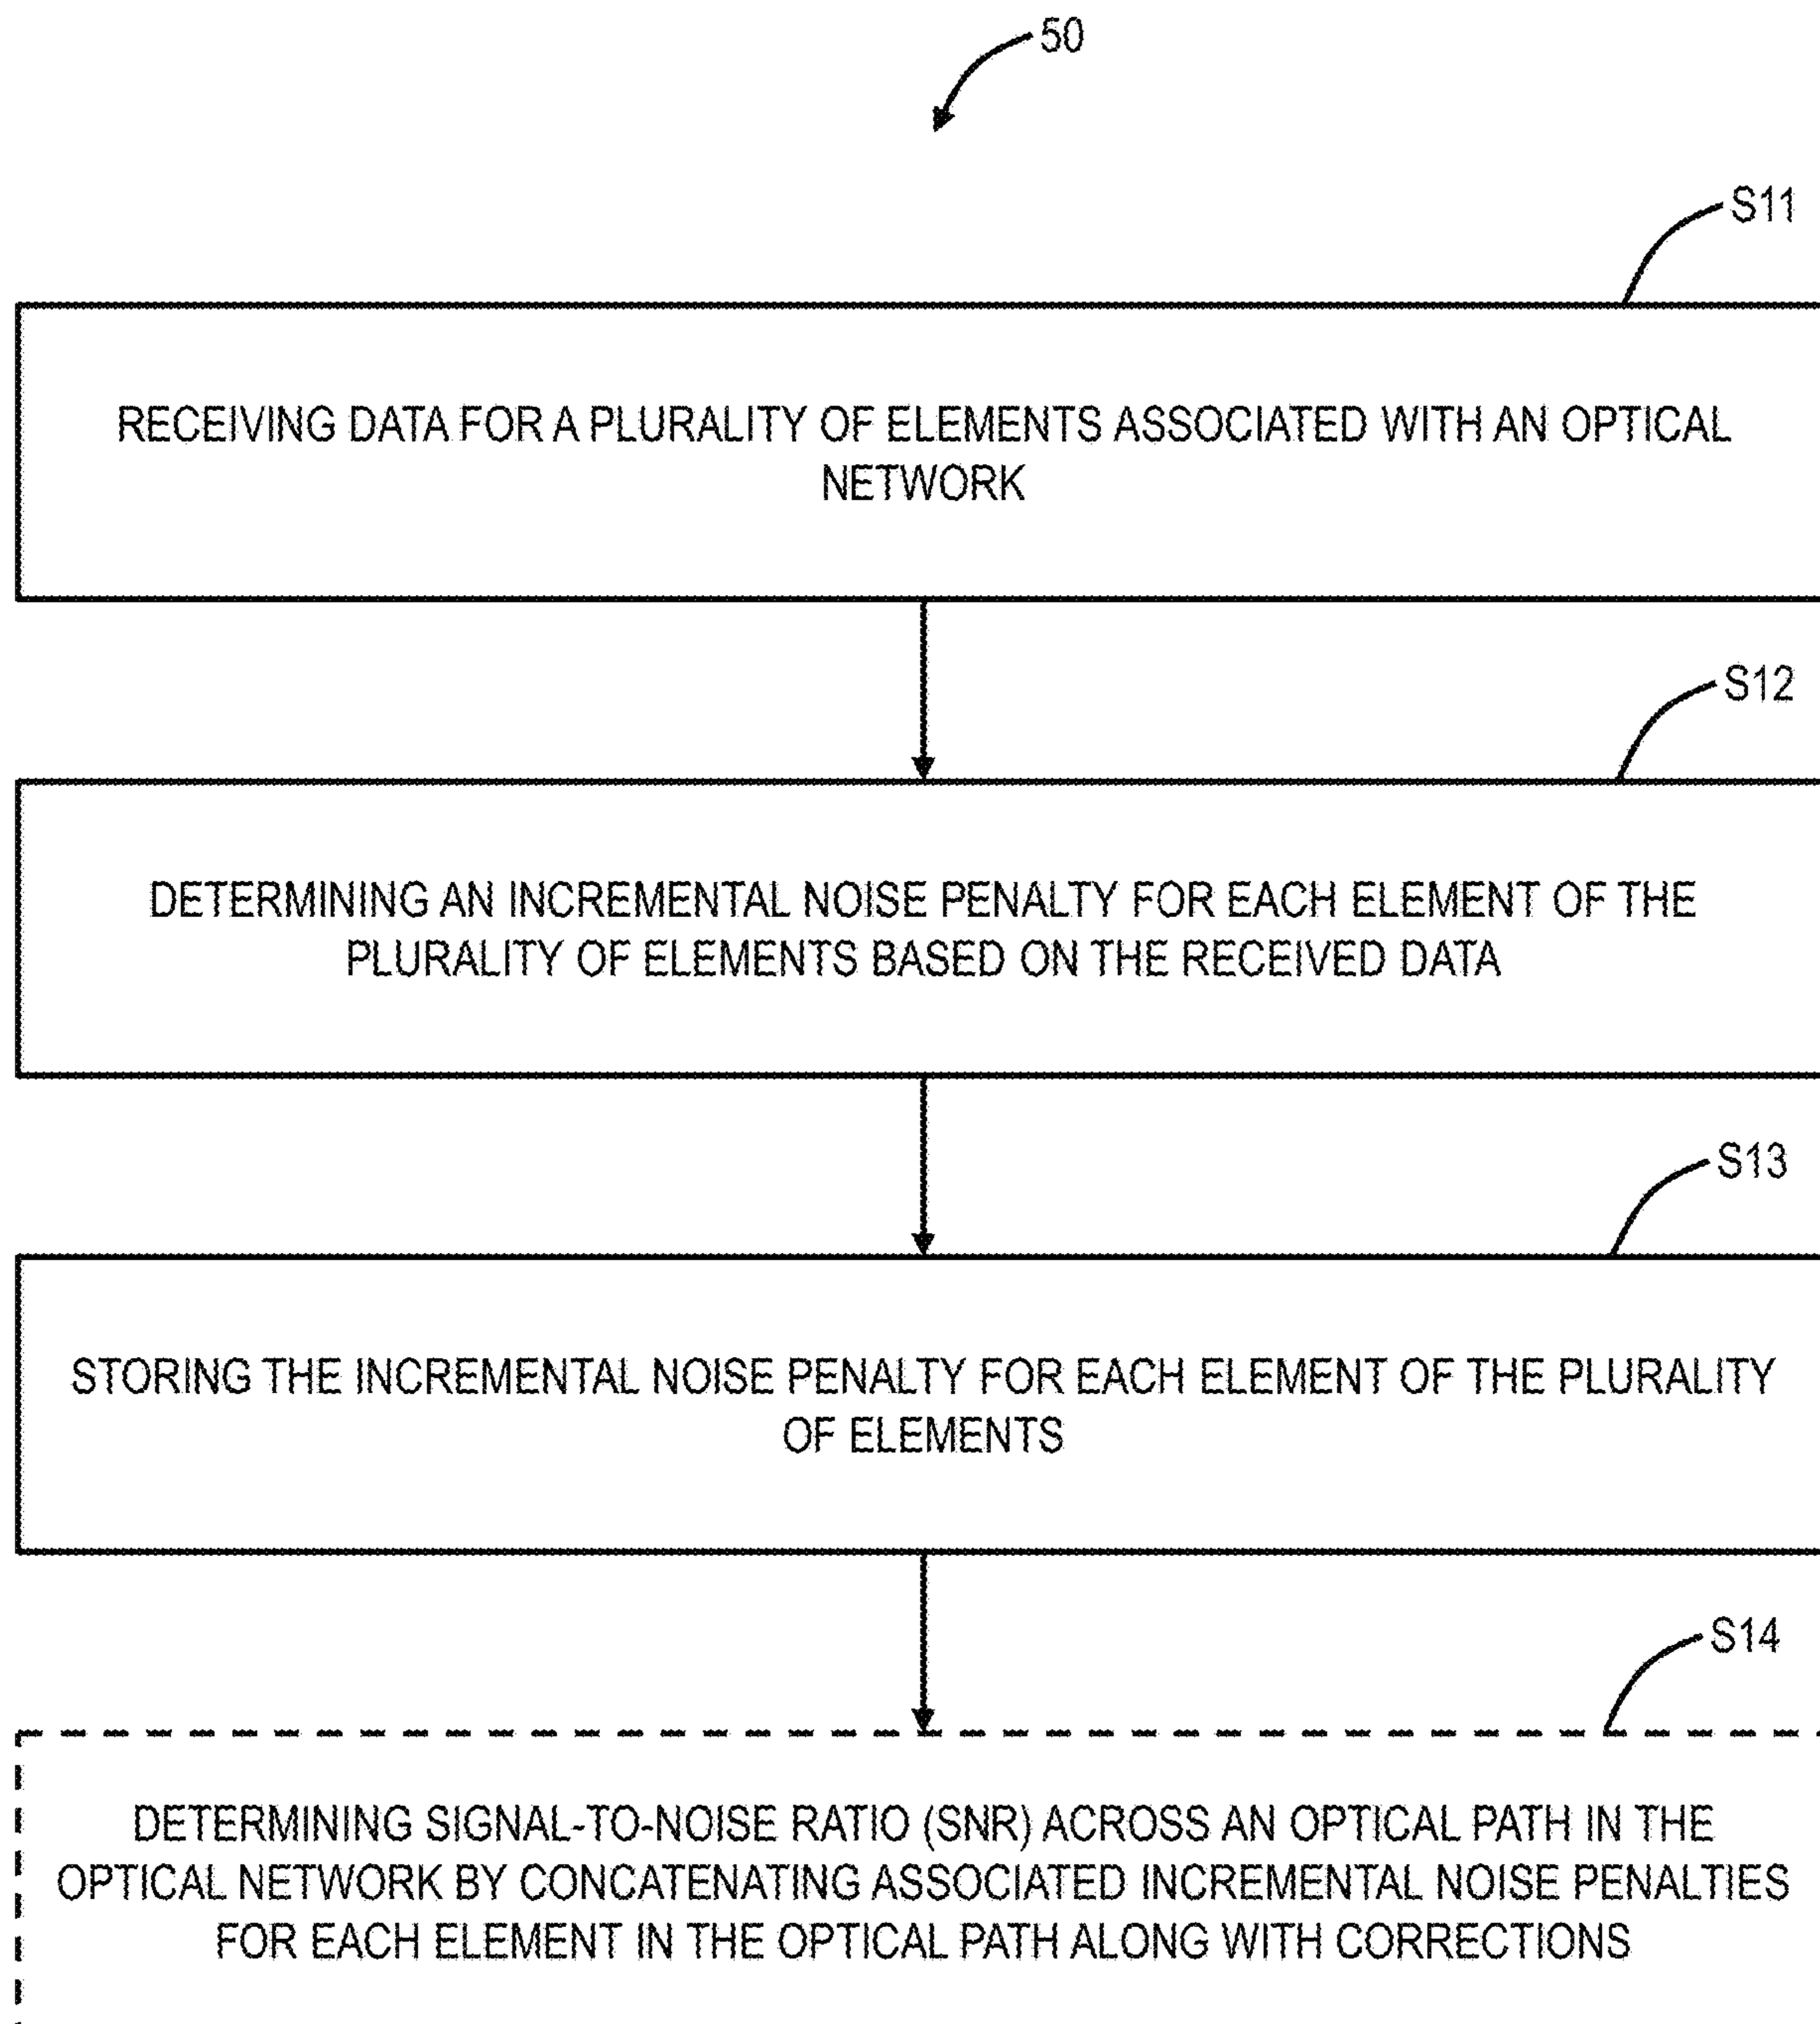 50
S11
RECEIVING DATA FOR A PLURALITY OF ELEMENTS ASSOCIATED WITH AN OPTICAL
NETWORK
S12
DETERMINING AN INCREMENTAL NOISE PENALTY FOR EACH ELEMENT OF THE
PLURALITY OF ELEMENTS BASED ON THE RECEIVED DATA
S13
STORING THE INCREMENTAL NOISE PENALTY FOR EACH ELEMENT OF THE PLURALITY
OF ELEMENTS
S14
DETERMINING SIGNAL-TO-NOISE RATIO (SNR) ACROSS AN OPTICAL PATH IN THE
OPTICAL NETWORK BY CONCATENATING ASSOCIATED INCREMENTAL NOISE PENALTIES
FOR EACH ELEMENT IN THE OPTICAL PATH ALONG WITH CORRECTIONS